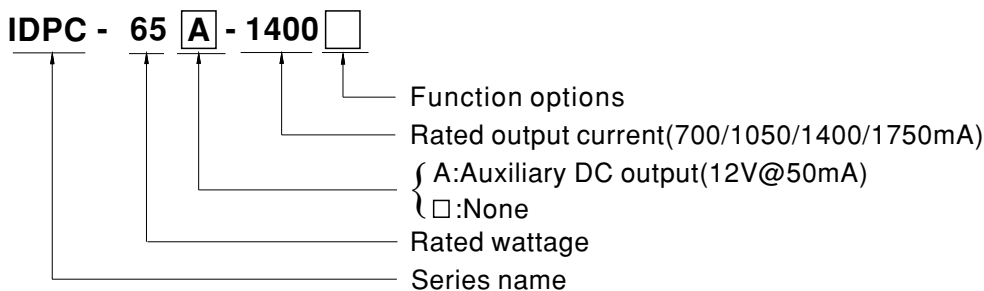 IDPC - 65 A - 1400□
Function options
Rated output current(700/1050/1400/1750mA)
A:Auxiliary DC output(12V@50mA)
□:None
Rated wattage
Series name